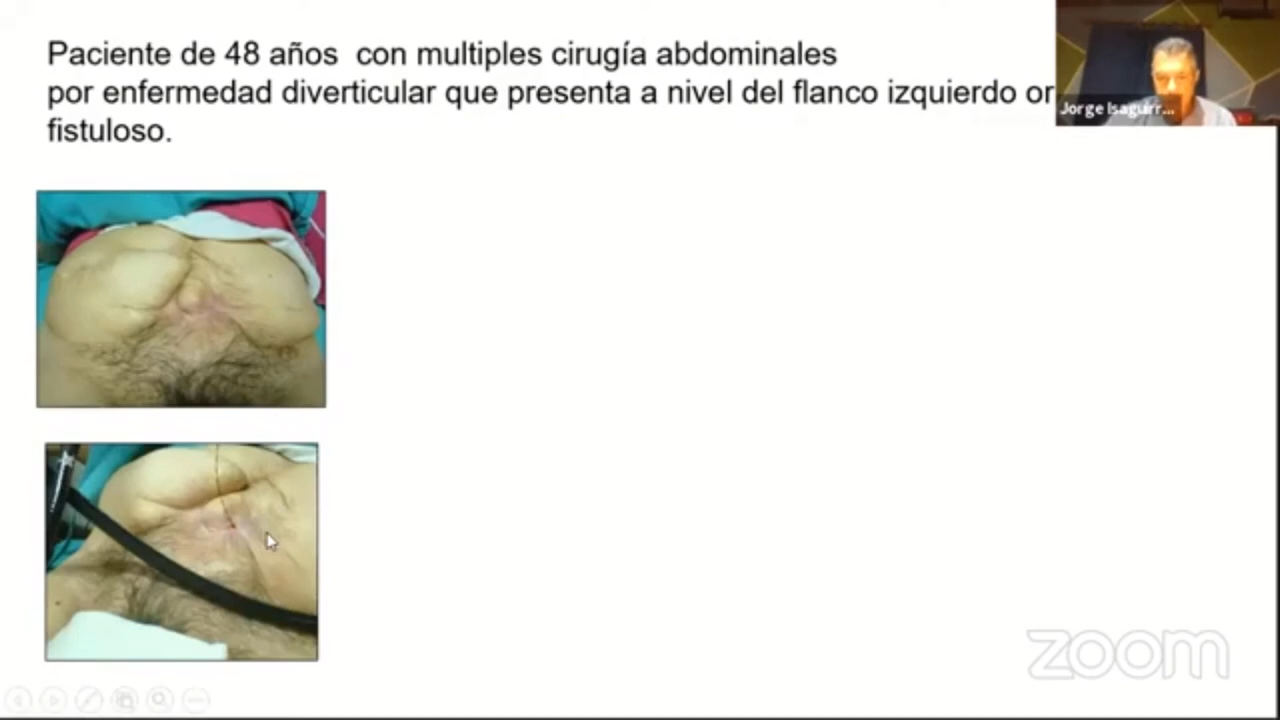 Paciente de 48 años  con multiples cirugía abdominales
por enfermedad diverticular que presenta a nivel del flanco izquierdo or
fistuloso.
Jorge Isaguirr...
zoom